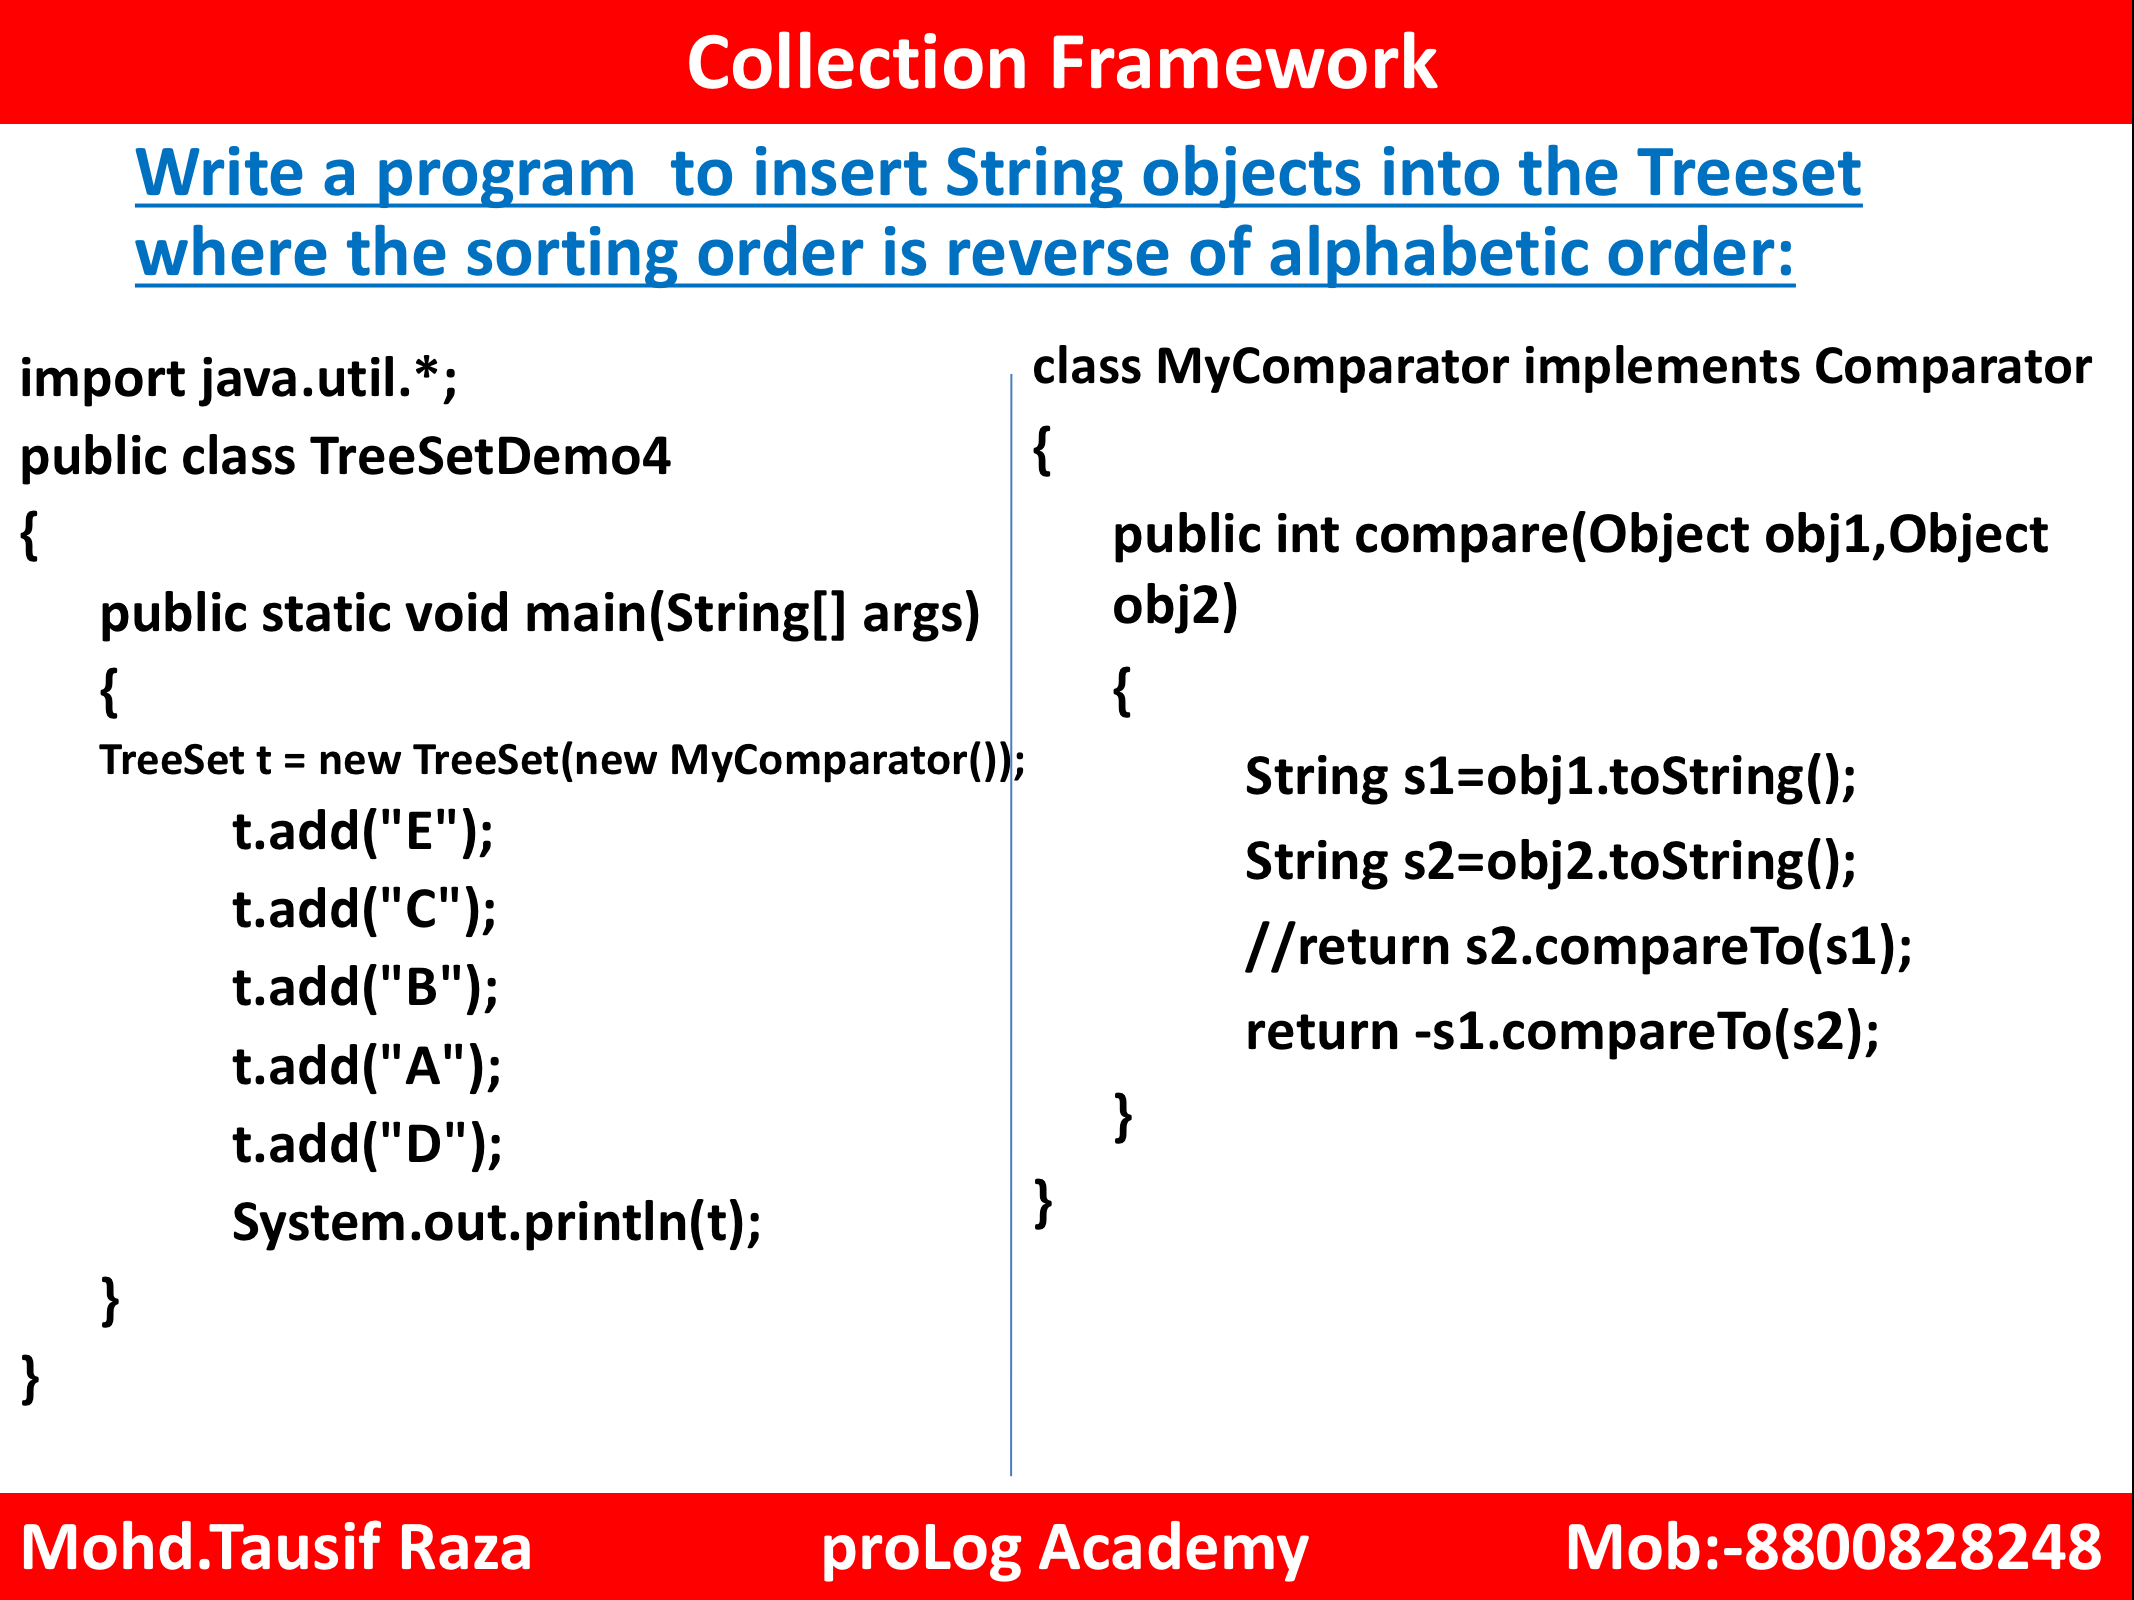 Collection Framework
Write a program  to insert String objects into the Treeset
where the sorting order is reverse of alphabetic order:
import java.util.*;
public class TreeSetDemo4
{
public static void main(String[] args)
{
TreeSet t = new TreeSet(new MyComparator());
t.add("E");
t.add("C");
t.add("B");
t.add("A");
t.add("D");
System.out.println(t);
}
}
class MyComparator implements Comparator
{
public int compare(Object obj1,Object
obj2)
{
String s1=obj1.toString();
String s2=obj2.toString();
//return s2.compareTo(s1);
return -s1.compareTo(s2);
}
}
Mohd.Tausif Raza proLog Academy Mob:-8800828248